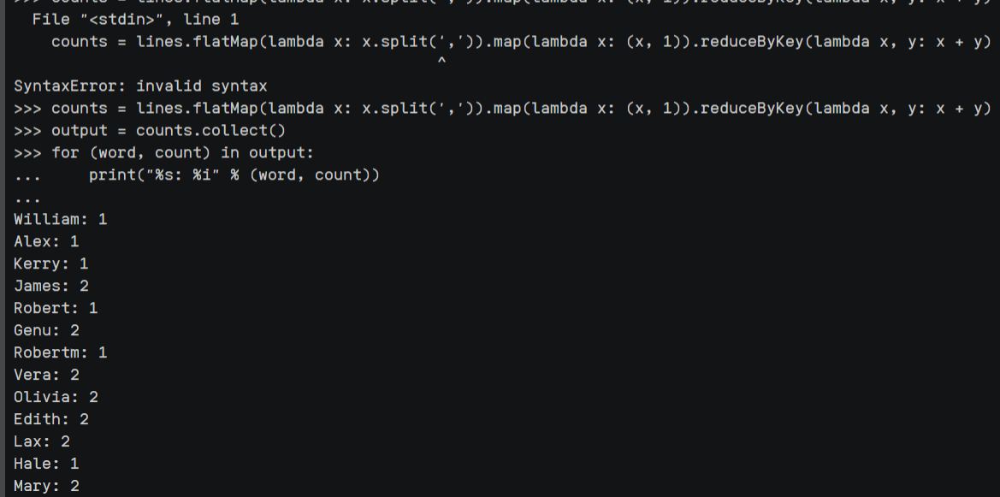 >>> counts = lines.flatMap(lambda x: x.split(',')).map(lambda x: (x, 1)).reduceByKey(lambda x, y: x + y)
  File "<stdin>", line 1
    counts = lines.flatMap(lambda x: x.split(',')).map(lambda x: (x, 1)).reduceByKey(lambda x, y: x + y)
                                             ^
SyntaxError: invalid syntax
>>> counts = lines.flatMap(lambda x: x.split(',')).map(lambda x: (x, 1)).reduceByKey(lambda x, y: x + y)
>>> output = counts.collect()
>>> for (word, count) in output:
...     print("%s: %i" % (word, count))
...
William: 1
Alex: 1
Kerry: 1
James: 2
Robert: 1
Genu: 2
Robertm: 1
Vera: 2
Olivia: 2
Edith: 2
Lax: 2
Hale: 1
Mary: 2